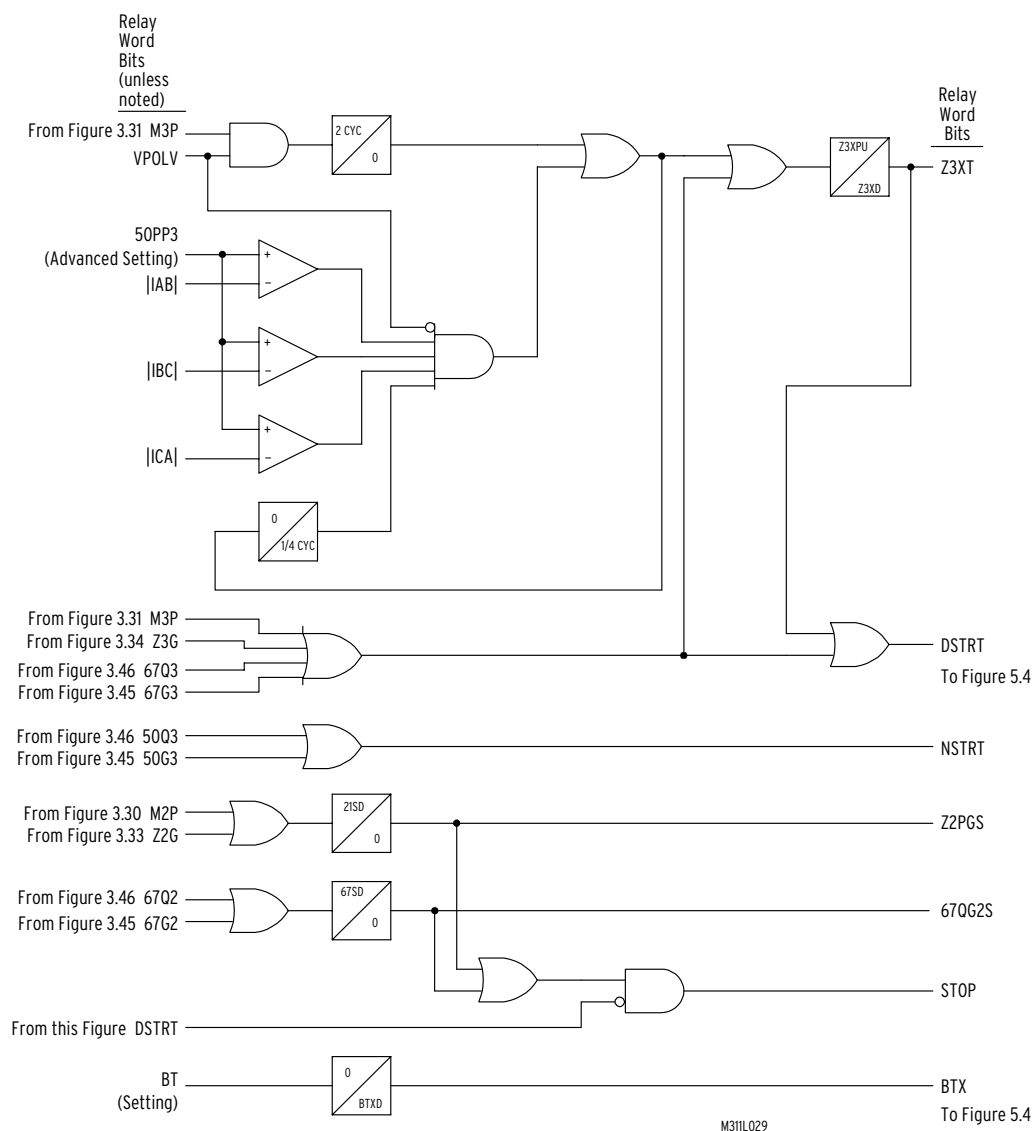 Relay
Word
Bits
(unless
noted)
Relay
Word
Bits
From Figure 3.31 M3P
VPOLV
2 CYC
0
Z3XPU
Z3XD
Z3XT
50PP3
(Advanced Setting)
+
−
|IAB|
+
−
|IBC|
+
−
|ICA|
0
1/4 CYC
From Figure 3.31 M3P
From Figure 3.34 Z3G
From Figure 3.46 67Q3
From Figure 3.45 67G3
DSTRT
To Figure 5.4
From Figure 3.46 50Q3
From Figure 3.45 50G3
NSTRT
From Figure 3.30 M2P
From Figure 3.33 Z2G
21SD
0
Z2PGS
From Figure 3.46 67Q2
From Figure 3.45 67G2
67SD
0
67QG2S
STOP
From this Figure DSTRT
BT
(Setting)
0
BTXD
BTX
To Figure 5.4
M311L029